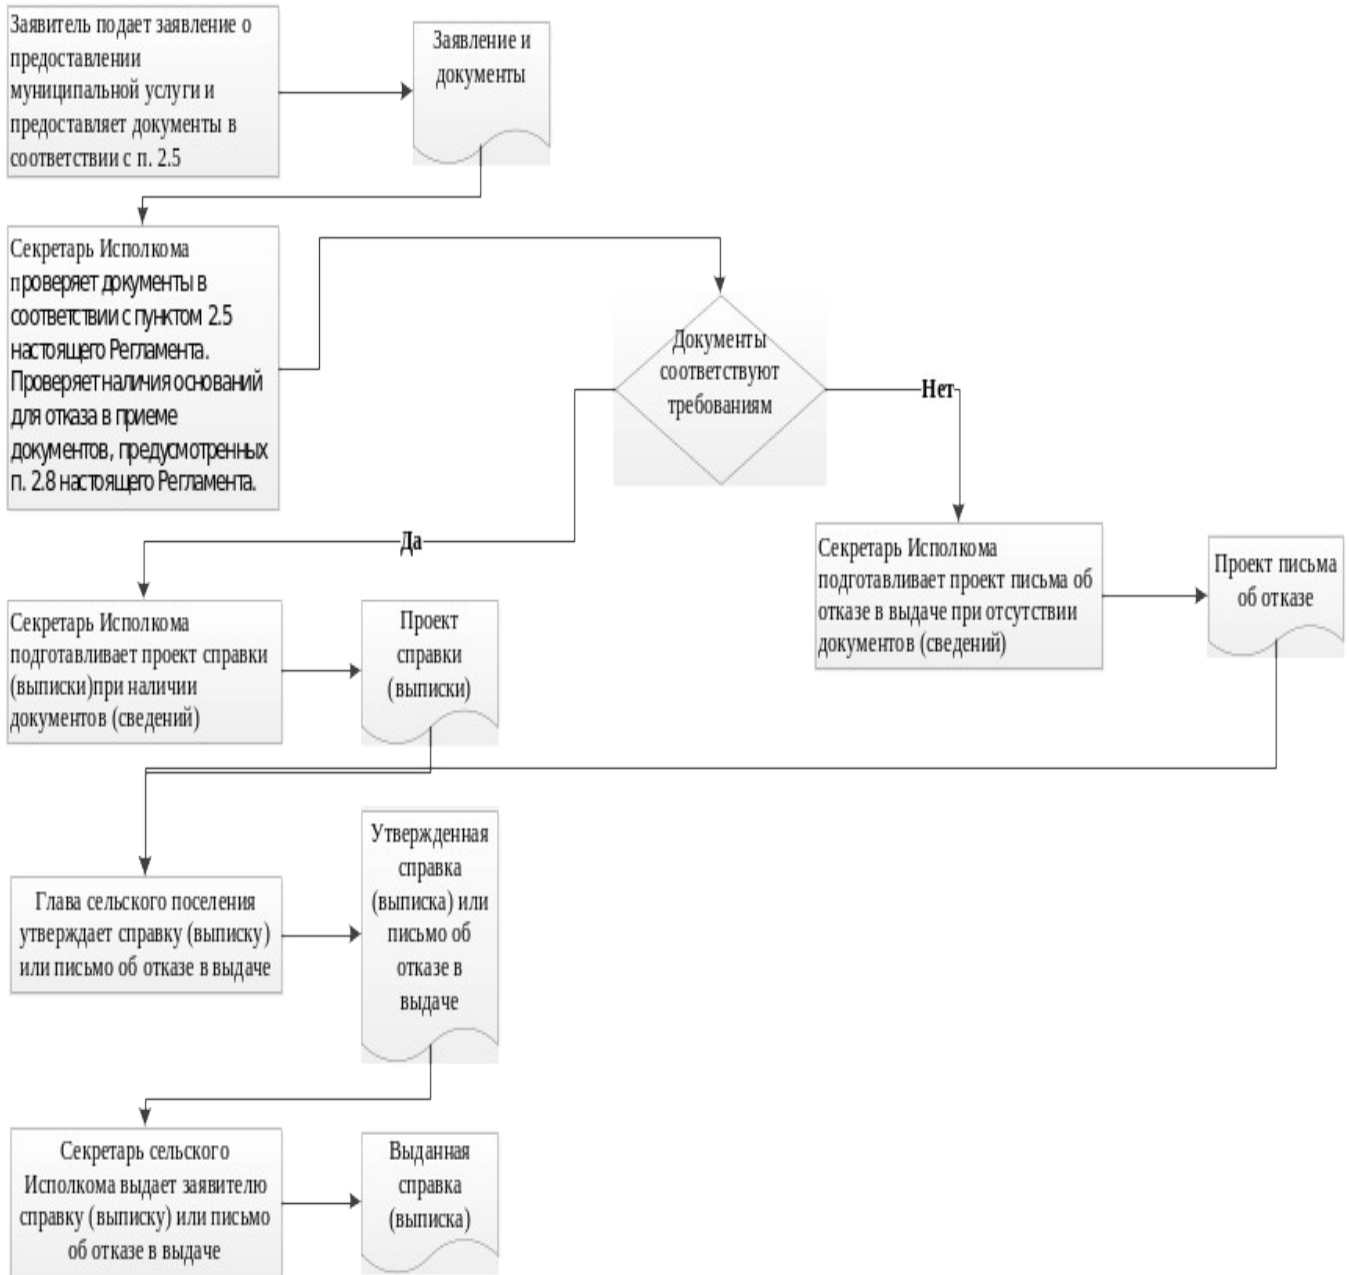 Заявитель подает заявление о
предоставлении
муниципальной услуги и
предоставляет документы в
соответствии с п. 2.5
Заявление и
документы
Секретарь Исполкома
проверяет документы в
соответствии с пунктом 2.5
настоящего Регламента.
Проверяет наличия оснований
для отказа в приеме
документов, предусмотренных
п. 2.8 настоящего Регламента.
Документы
соответствуют
требованиям
Нет
Да
Секретарь Исполкома
подготавливает проект письма об
отказе в выдаче при отсутствии
документов (сведений)
Проект письма
об отказе
Секретарь Исполкома
подготавливает проект справки
(выписки)при наличии
документов (сведений)
Проект
справки
(выписки)
Глава сельского поселения
утверждает справку (выписку)
или письмо об отказе в выдаче
Утвержденная
справка
(выписка) или
письмо об
отказе в
выдаче
Секретарь сельского
Исполкома выдает заявителю
справку (выписку) или письмо
об отказе в выдаче
Выданная
справка
(выписка)